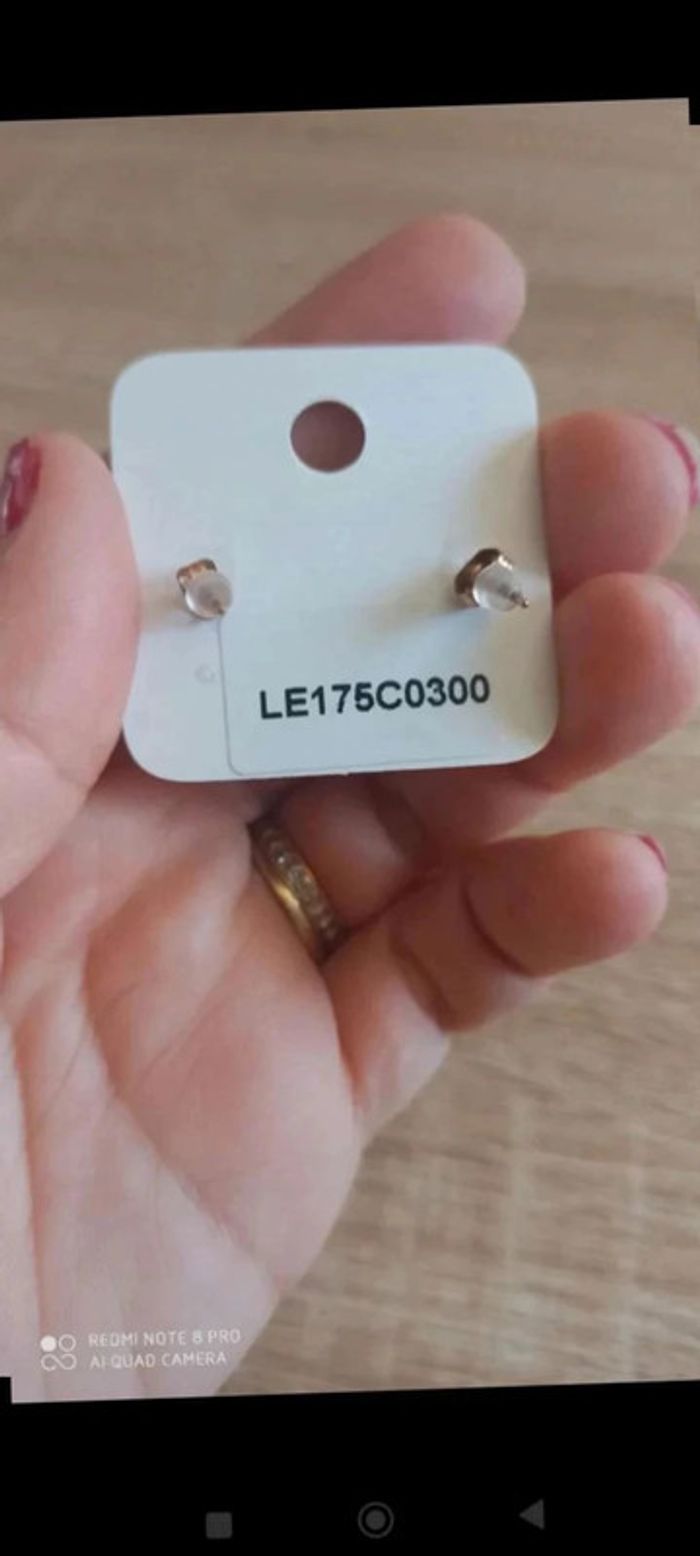 LE175C0300
REDMI NOTE 8 PRO
AI QUAD CAMERA